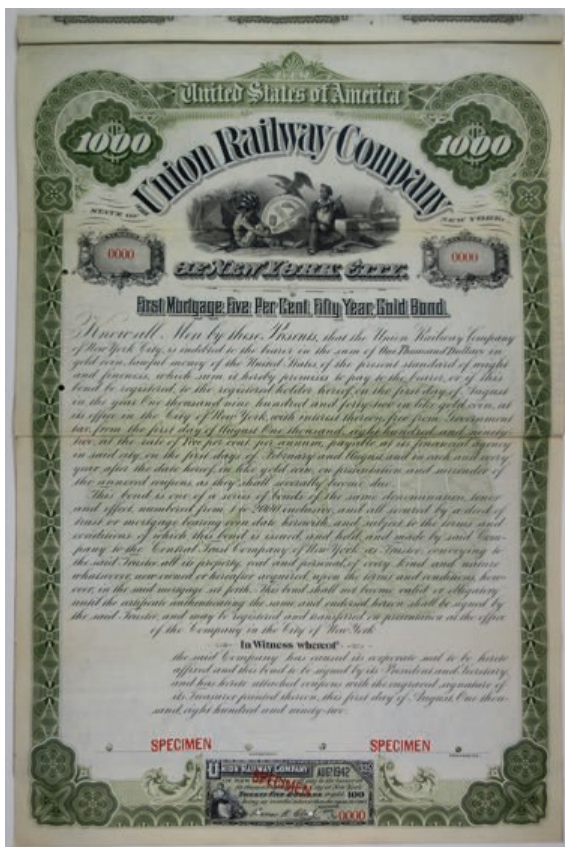 United States of America
1000 1000
Union Railway Company
STATE OF NEW YORK.
0000 0000
OF NEW YORK CITY.
First Mortgage, Five Per Cent. Fifty Year, Gold Bond.
Know all Men by these Presents, that the Union Railway Company
of New York City, is indebted to the bearer in the sum of One Thousand Dollars in
gold coin, lawful money of the United States, of the present standard of weight
and fineness, which sum it hereby promises to pay to the bearer, or if this
bond be registered, to the registered holder hereof, on the first day of August
in the year One thousand nine hundred and forty-two in like gold coin, at
its office in the City of New York, with interest thereon, free from Government
tax, from the first day of August One thousand, eight hundred and ninety-
two, at the rate of five per cent. per annum, payable at its financial agency
in said city, on the first days of February and August, and in each and every
year after the date hereof, in like gold coin, on presentation and surrender of
the annexed coupons, as they shall severally become due.
This bond is one of a series of bonds of the same denomination, tenor
and effect, numbered from 1 to 2000 inclusive, and all secured by a deed of
trust or mortgage bearing even date herewith, and subject to the terms and
conditions of which this bond is issued, and held, and made by said Com-
pany to the Central Trust Company of New York, as Trustee, conveying to
the said Trustee all its property, real and personal, of every kind and nature
whatsoever, now owned or hereafter acquired, upon the terms and conditions, how-
ever, in the said mortgage set forth. This bond shall not become valid or obligatory
until the certificate authenticating the same, and endorsed hereon shall be signed by
the said Trustee, and may be registered and transferred on presentation at the office
of the Company in the City of New York.
In Witness whereof
the said Company has caused its corporate seal to be hereto
affixed and this bond to be signed by its President and Secretary,
and has hereto attached coupons with the engraved signature of
its Treasurer printed thereon, this first day of August, One thou-
sand, eight hundred and ninety-two.
SPECIMEN SPECIMEN
UNION RAILWAY COMPANY AUG. 1942
SPECIMEN
TWENTY FIVE DOLLARS 100
0000